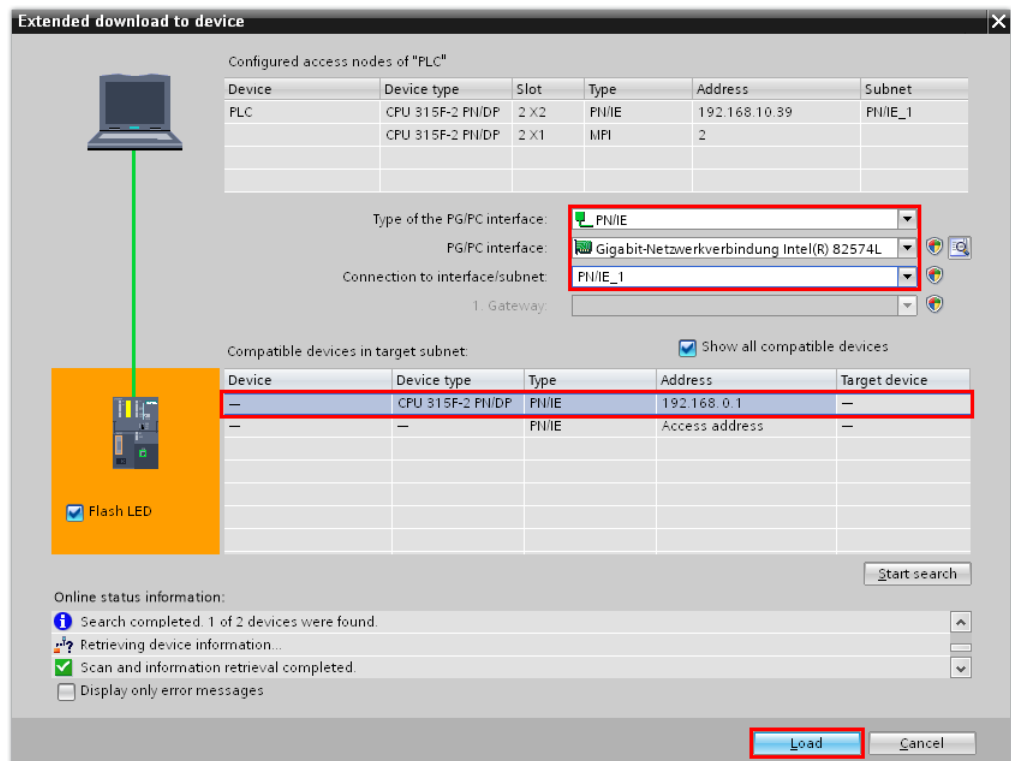 Extended download to device
Configured access nodes of "PLC"
Device Device type Slot Type Address Subnet
PLC CPU 315F-2 PN/DP 2 X2 PN/IE 192.168.10.39 PN/IE_1
CPU 315F-2 PN/DP 2 X1 MPI 2
Type of the PG/PC interface: PN/IE
PG/PC interface: Gigabit-Netzwerkverbindung Intel(R) 82574L
Connection to interface/subnet: PN/IE_1
1. Gateway:
Compatible devices in target subnet: Show all compatible devices
Device Device type Type Address Target device
— CPU 315F-2 PN/DP PN/IE 192.168.0.1 —
— — PN/IE Access address —
Flash LED
Start search
Online status information:
Search completed. 1 of 2 devices were found.
Retrieving device information...
Scan and information retrieval completed.
Display only error messages
Load Cancel